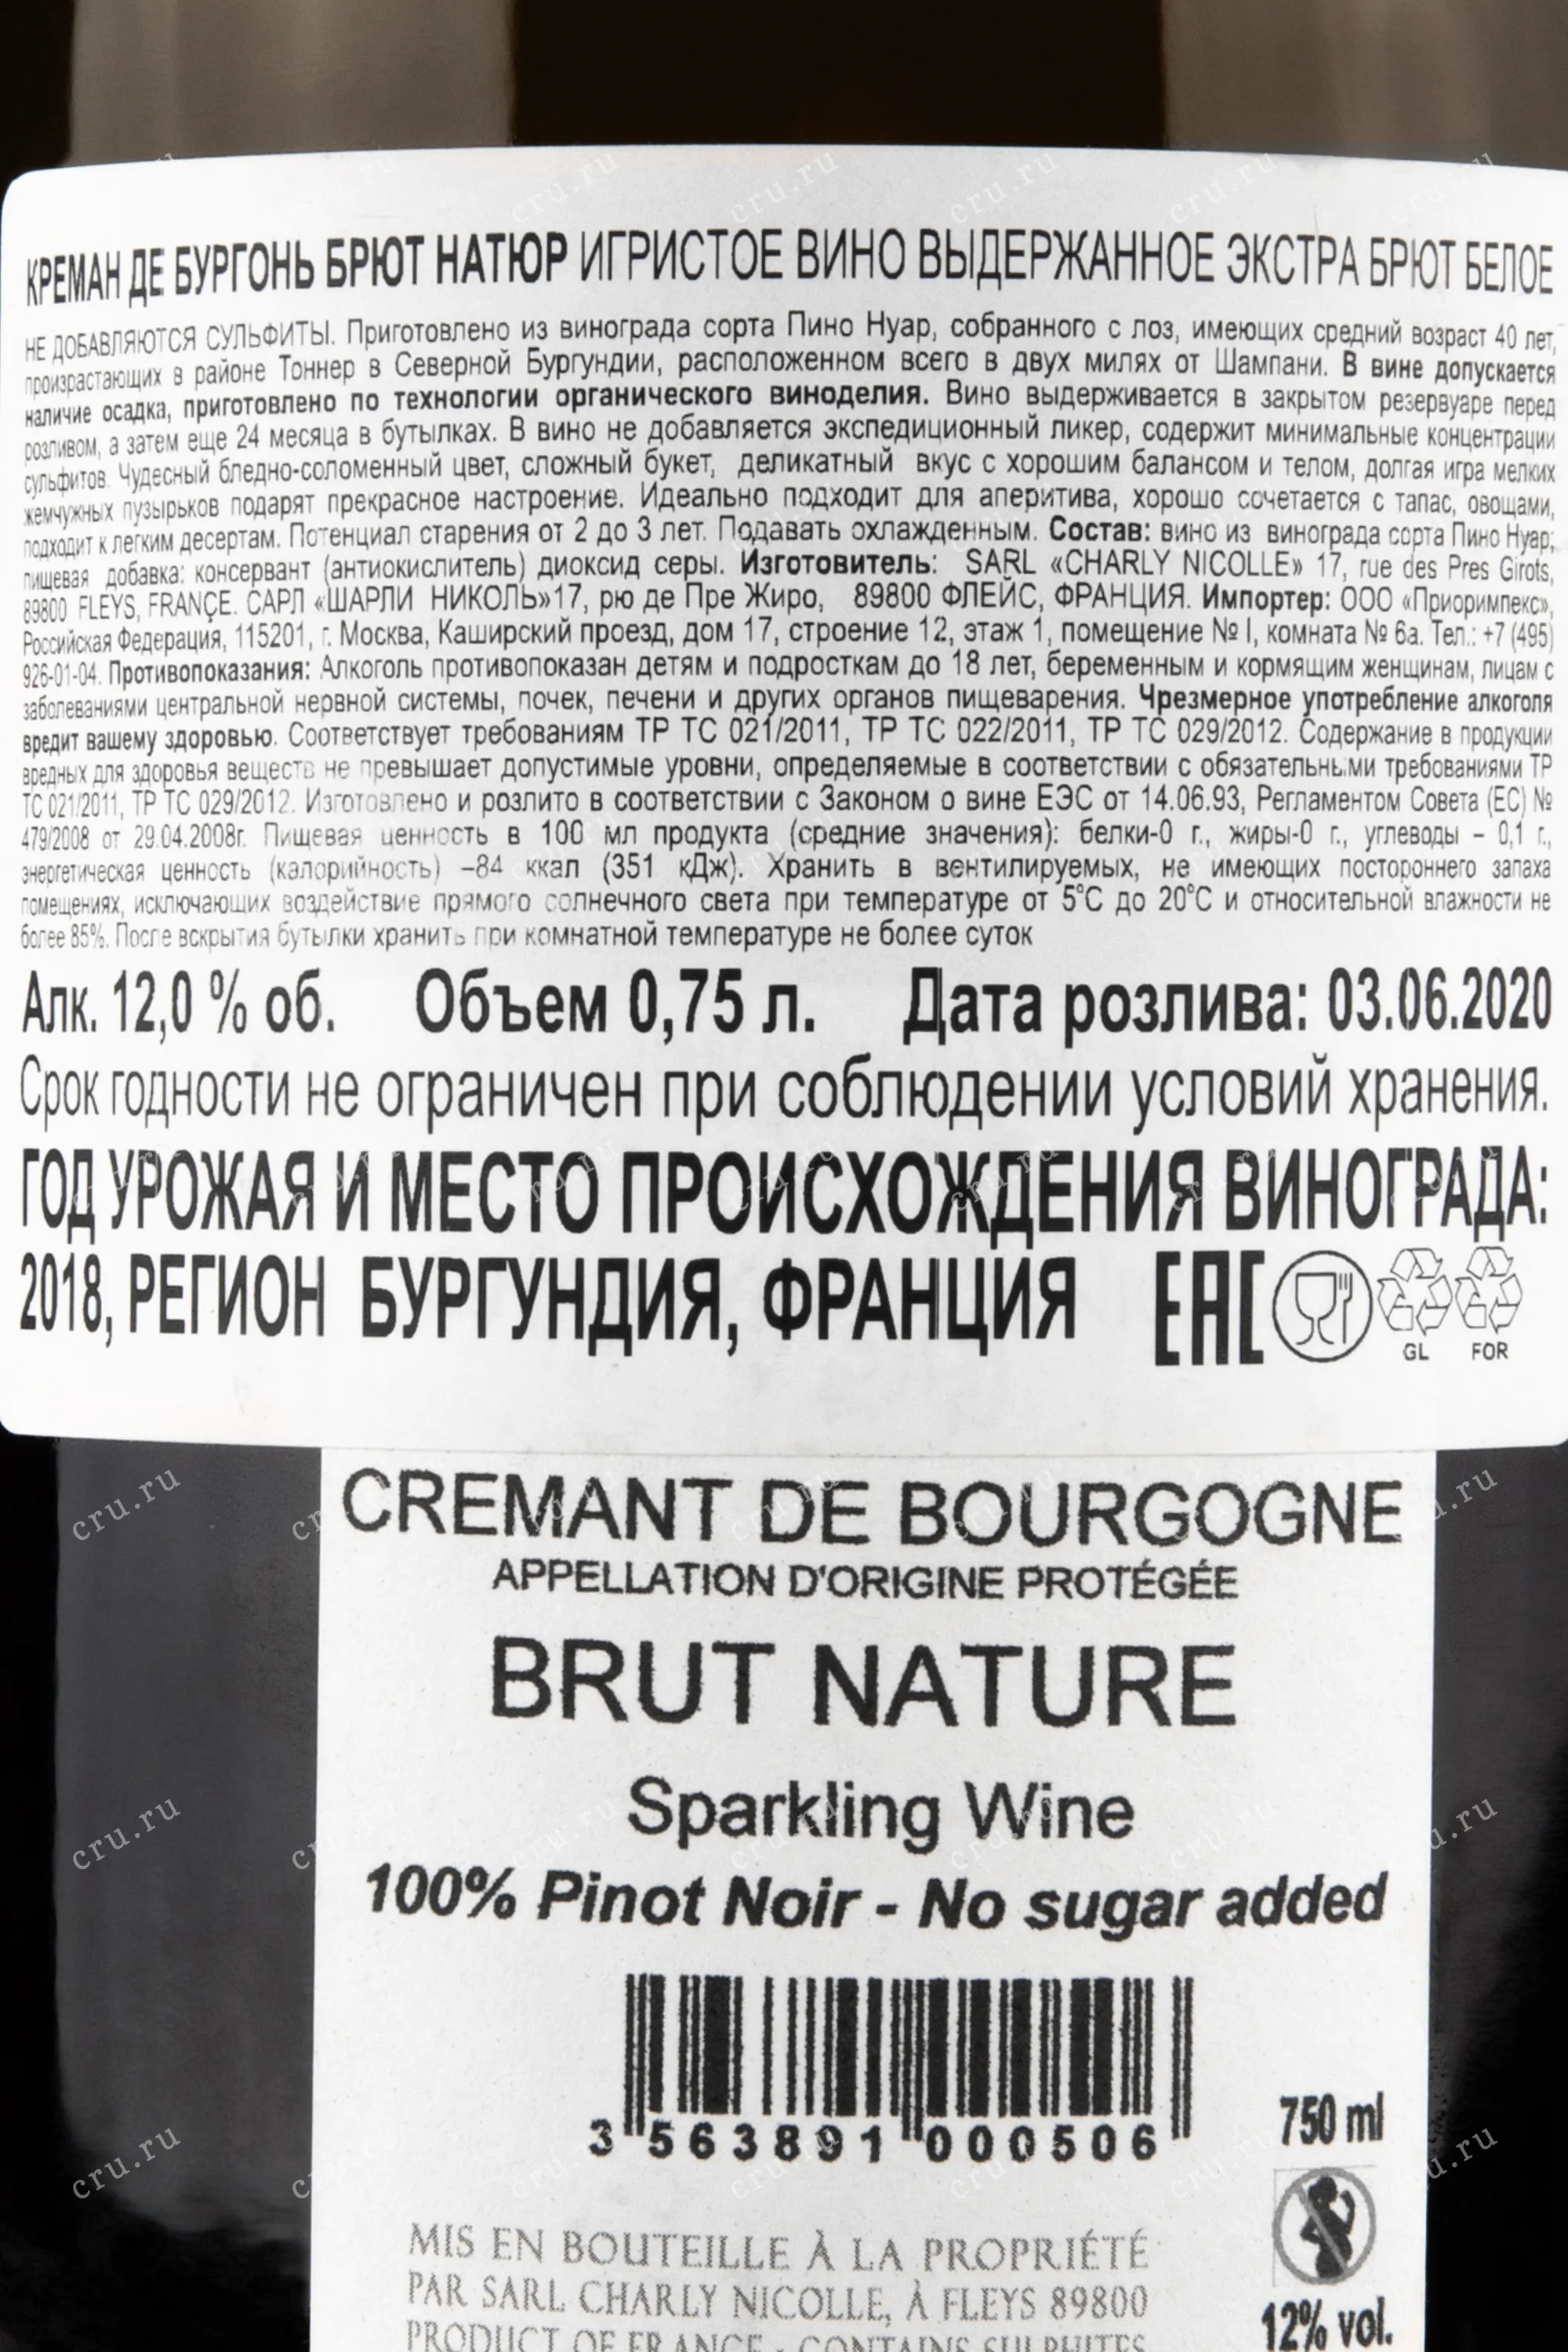 КРЕМАН ДЕ БУРГОНЬ БРЮТ НАТЮР ИГРИСТОЕ ВИНО ВЫДЕРЖАННОЕ ЭКСТРА БРЮТ БЕЛОЕ
НЕ ДОБАВЛЯЮТСЯ СУЛЬФИТЫ. Приготовлено из винограда сорта Пино Нуар, собранного с лоз, имеющих средний возраст 40 лет,
произрастающих в районе Тоннер в Северной Бургундии, расположенном всего в двух милях от Шампани. В вине допускается
наличие осадка, приготовлено по технологии органического виноделия. Вино выдерживается в закрытом резервуаре перед
розливом, а затем еще 24 месяца в бутылках. В вино не добавляется экспедиционный ликер, содержит минимальные концентрации
сульфитов. Чудесный бледно-соломенный цвет, сложный букет, деликатный вкус с хорошим балансом и телом, долгая игра мелких
жемчужных пузырьков подарят прекрасное настроение. Идеально подходит для аперитива, хорошо сочетается с тапас, овощами,
подходит к легким десертам. Потенциал старения от 2 до 3 лет. Подавать охлажденным. Состав: вино из винограда сорта Пино Нуар;
пищевая добавка: консервант (антиокислитель) диоксид серы. Изготовитель: SARL «CHARLY NICOLLE» 17, rue des Pres Girots,
89800 FLEYS, FRANÇE. САРЛ «ШАРЛИ НИКОЛЬ»17, рю де Пре Жиро, 89800 ФЛЕЙС, ФРАНЦИЯ. Импортер: ООО «Приоримпекс»,
Российская Федерация, 115201, г. Москва, Каширский проезд, дом 17, строение 12, этаж 1, помещение № I, комната № 6а. Тел.: +7 (495)
926-01-04. Противопоказания: Алкоголь противопоказан детям и подросткам до 18 лет, беременным и кормящим женщинам, лицам с
заболеваниями центральной нервной системы, почек, печени и других органов пищеварения. Чрезмерное употребление алкоголя
вредит вашему здоровью. Соответствует требованиям ТР ТС 021/2011, ТР ТС 022/2011, ТР ТС 029/2012. Содержание в продукции
вредных для здоровья веществ не превышает допустимые уровни, определяемые в соответствии с обязательными требованиями ТР
ТС 021/2011, ТР ТС 029/2012. Изготовлено и розлито в соответствии с Законом о вине ЕЭС от 14.06.93, Регламентом Совета (ЕС) №
479/2008 от 29.04.2008г. Пищевая ценность в 100 мл продукта (средние значения): белки-0 г., жиры-0 г., углеводы – 0,1 г.,
энергетическая ценность (калорийность) –84 ккал (351 кДж). Хранить в вентилируемых, не имеющих постороннего запаха
помещениях, исключающих воздействие прямого солнечного света при температуре от 5°С до 20°С и относительной влажности не
более 85%. После вскрытия бутылки хранить при комнатной температуре не более суток
Алк. 12,0 % об. Объем 0,75 л. Дата розлива: 03.06.2020
Срок годности не ограничен при соблюдении условий хранения.
ГОД УРОЖАЯ И МЕСТО ПРОИСХОЖДЕНИЯ ВИНОГРАДА:
2018, РЕГИОН БУРГУНДИЯ, ФРАНЦИЯ EAC
GL FOR
CREMANT DE BOURGOGNE
APPELLATION D'ORIGINE PROTÉGÉE
BRUT NATURE
Sparkling Wine
100% Pinot Noir - No sugar added
3 563891 000506
750 ml
MIS EN BOUTEILLE À LA PROPRIÉTÉ
PAR SARL CHARLY NICOLLE, À FLEYS 89800
12% vol.
PRODUCT OF FRANCE - CONTAINS SULPHITES
cru.ru